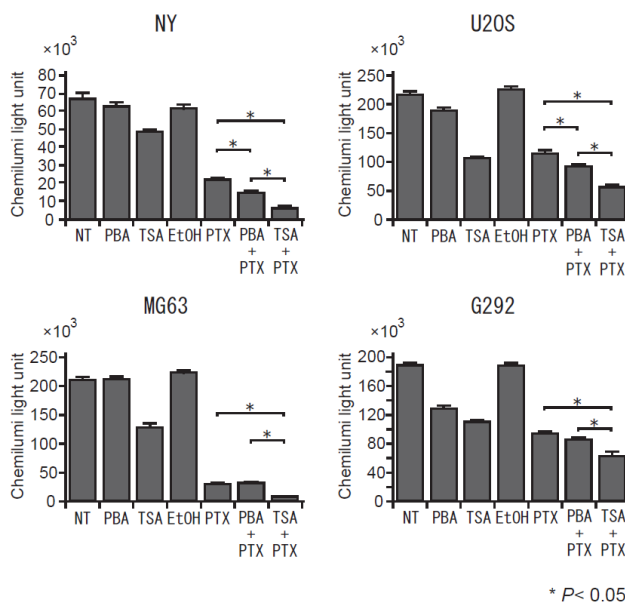 NY
×10³
Chemilumi light unit
80
70
60
50
40
30
20
10
0
NT PBA TSA EtOH PTX PBA + PTX TSA + PTX
* * *
U2OS
×10³
Chemilumi light unit
250
200
150
100
50
0
NT PBA TSA EtOH PTX PBA + PTX TSA + PTX
* * *
MG63
×10³
Chemilumi light unit
250
200
150
100
50
0
NT PBA TSA EtOH PTX PBA + PTX TSA + PTX
* *
G292
×10³
Chemilumi light unit
200
160
120
80
40
0
NT PBA TSA EtOH PTX PBA + PTX TSA + PTX
* *
* P< 0.05